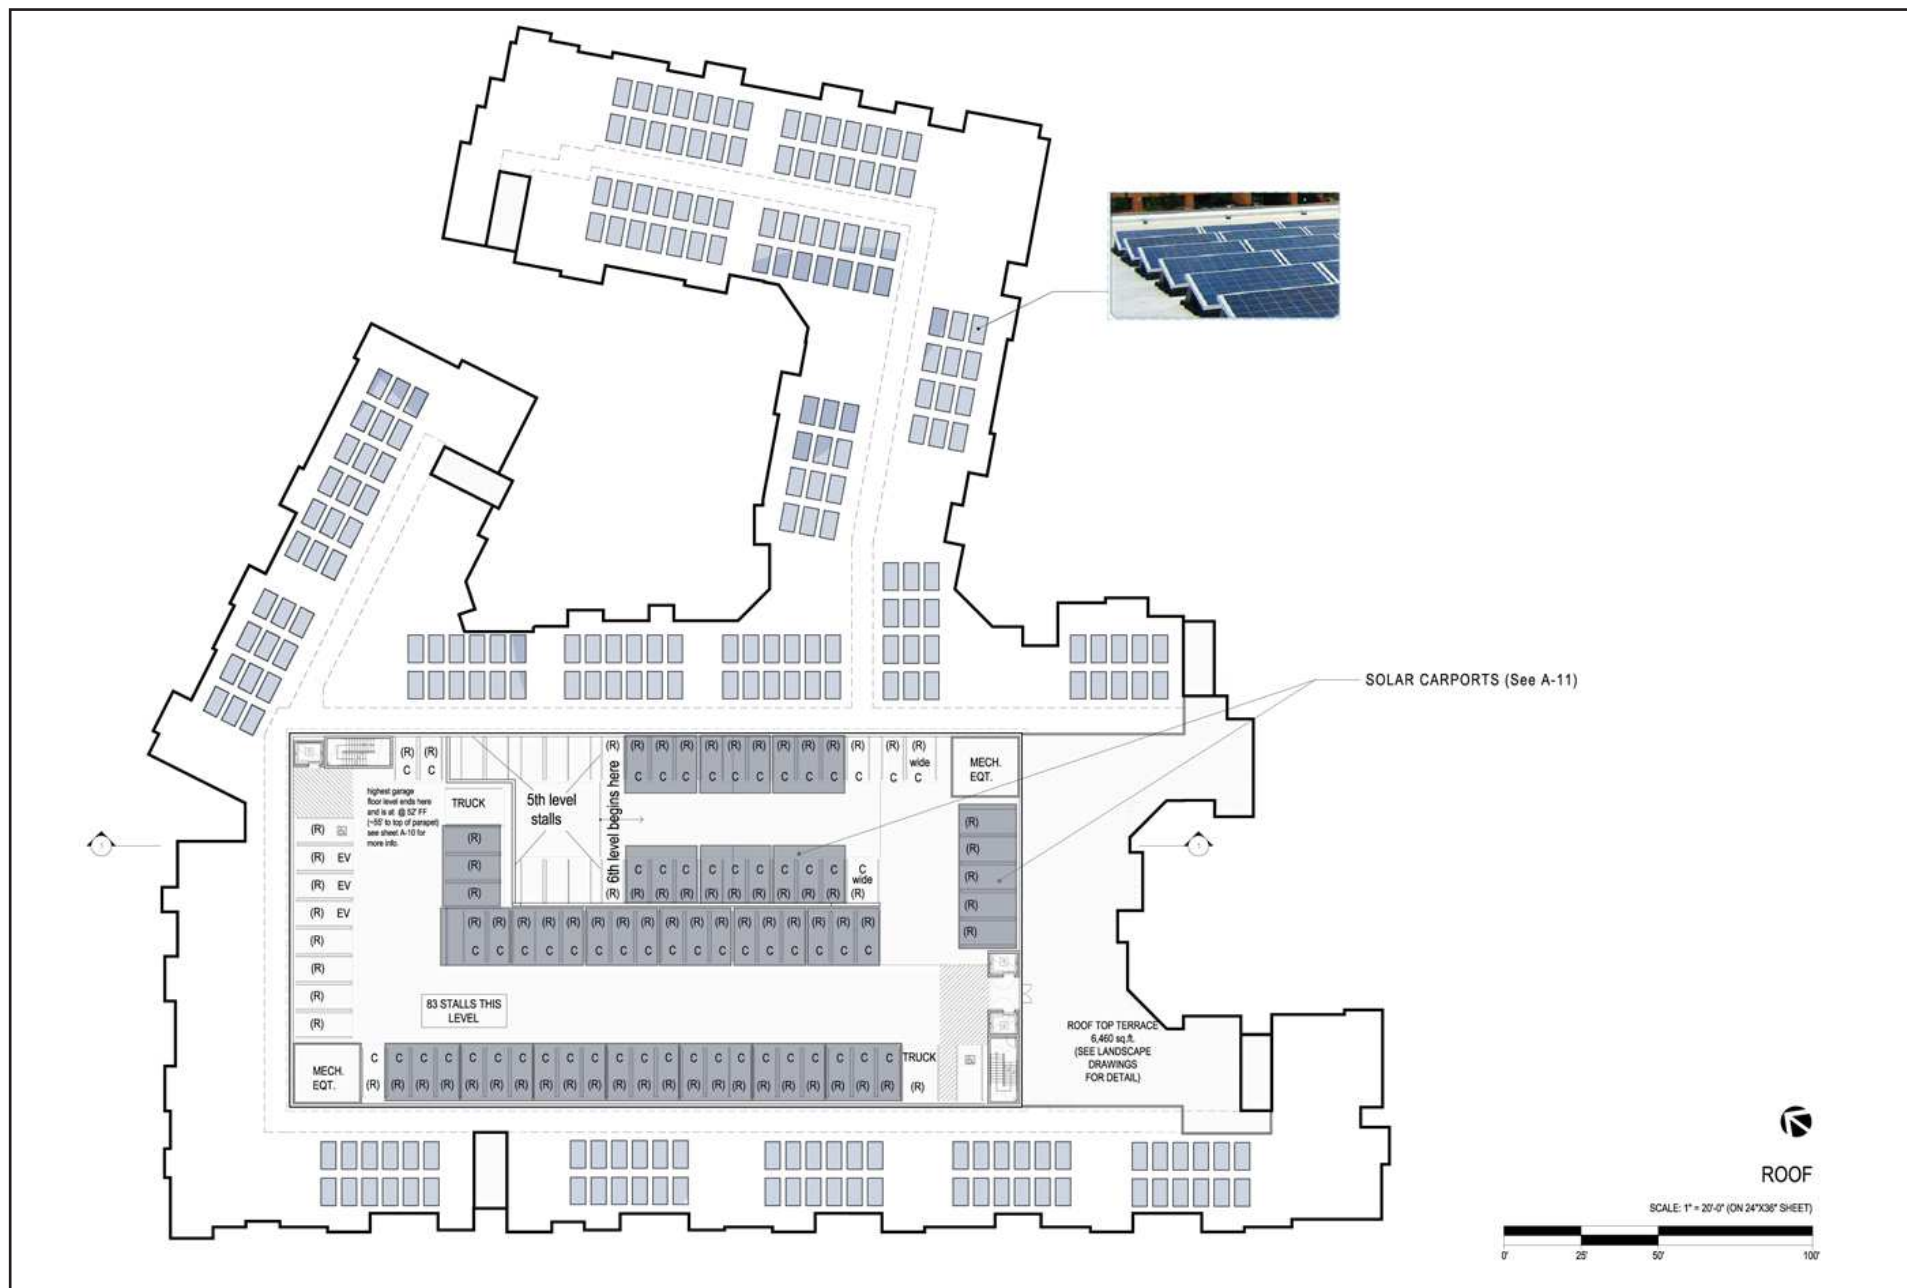 SOLAR CARPORTS (See A-11)
(R) (R)
C C
(R) (R) (R) (R) (R) (R) (R) (R) (R) (R) (R) (R) (R)
wide
C C C C C C C C C C C C
MECH.
EQT.
highest garage
floor level ends here
and is at @ 52' FF
(~55' to top of parapet)
see sheet A-10 for
more info.
TRUCK
(R)
(R)
(R)
5th level
stalls
6th level begins here
C C C C C C C C C C
wide
(R) (R) (R) (R) (R) (R) (R) (R) (R) (R) (R)
(R)
(R)
(R)
(R)
(R)
(R)
(R) EV
(R) EV
(R) EV
(R)
(R)
(R)
(R)
(R) (R) (R) (R) (R) (R) (R) (R) (R) (R) (R) (R) (R) (R) (R) (R) (R)
C C C C C C C C C C C C C C C C C
83 STALLS THIS
LEVEL
1
1
ROOF TOP TERRACE
6,460 sq.ft.
(SEE LANDSCAPE
DRAWINGS
FOR DETAIL)
MECH.
EQT.
C C C C C C C C C C C C C C C C C C C C C C TRUCK
(R) (R) (R) (R) (R) (R) (R) (R) (R) (R) (R) (R) (R) (R) (R) (R) (R) (R) (R) (R) (R) (R) (R)
ROOF
SCALE: 1" = 20'-0" (ON 24"X36" SHEET)
0' 25' 50' 100'